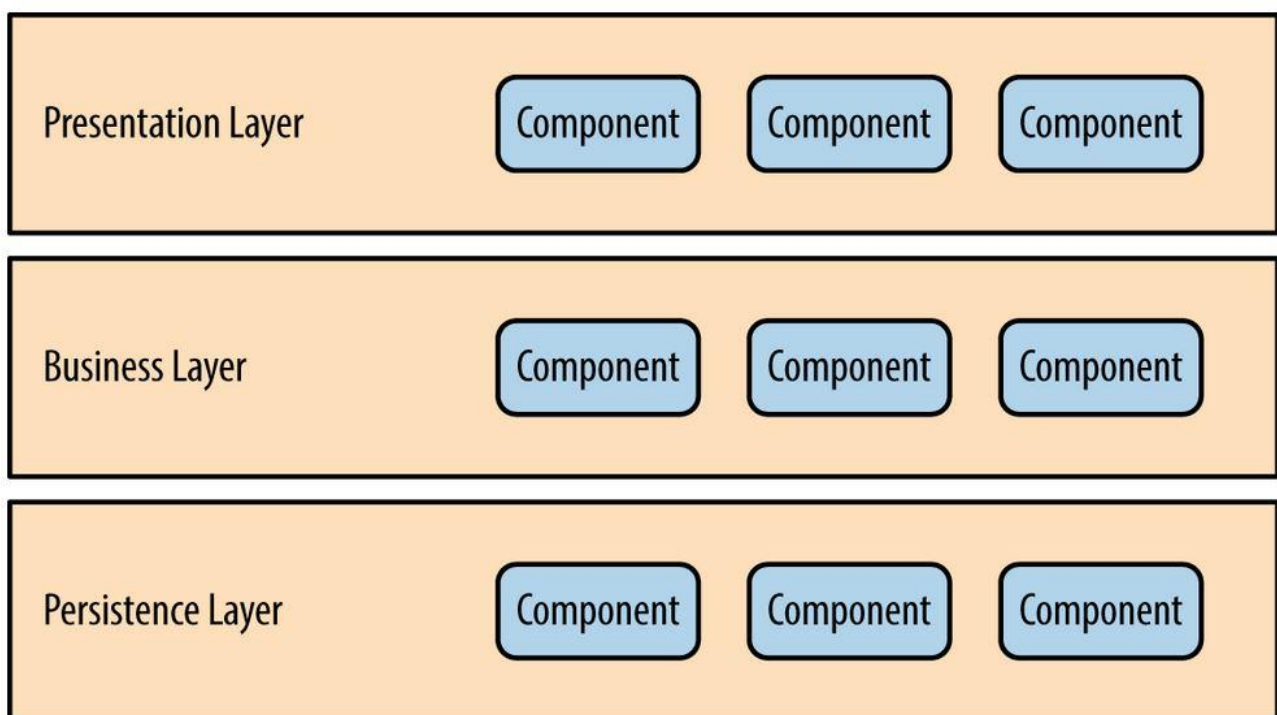 Presentation Layer Component Component Component
Business Layer Component Component Component
Persistence Layer Component Component Component